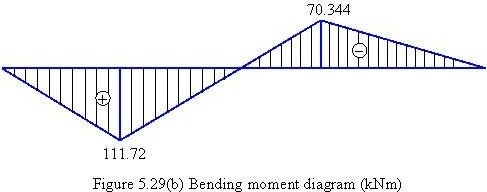 70.344
−
+
111.72
Figure 5.29(b) Bending moment diagram (kNm)